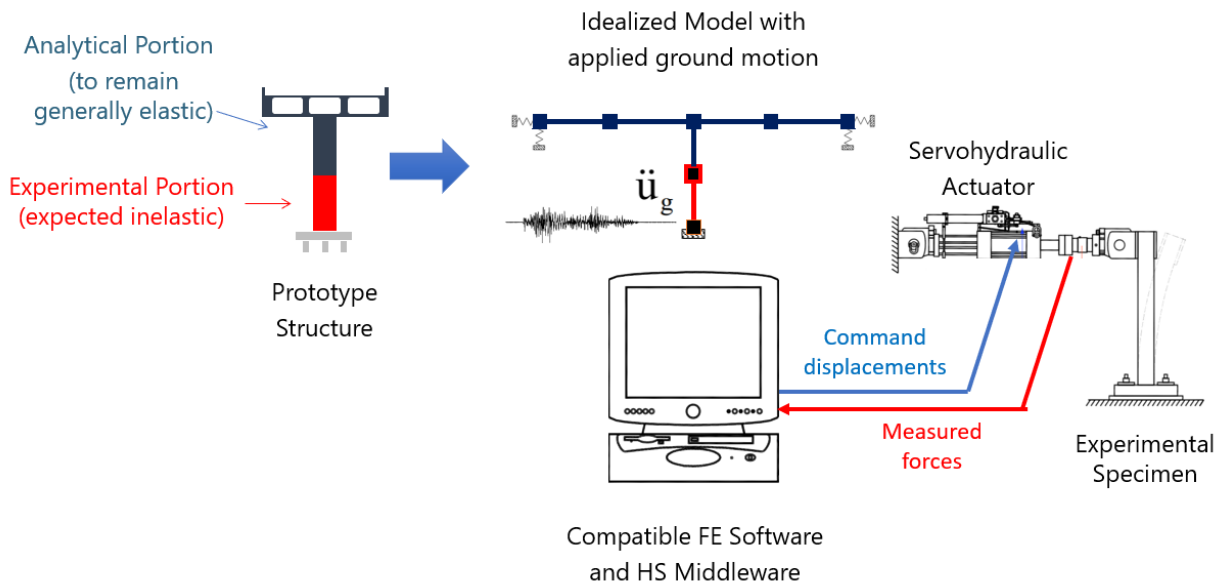 Analytical Portion
(to remain
generally elastic)
Experimental Portion
(expected inelastic)
Prototype
Structure
Idealized Model with
applied ground motion
ü_g
Servohydraulic
Actuator
Command
displacements
Measured
forces
Experimental
Specimen
Compatible FE Software
and HS Middleware